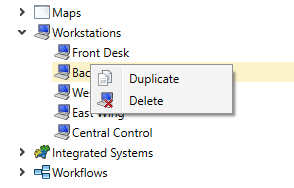 Maps
Workstations
Front Desk
Duplicate
Delete
East Wing
Central Control
Integrated Systems
Workflows